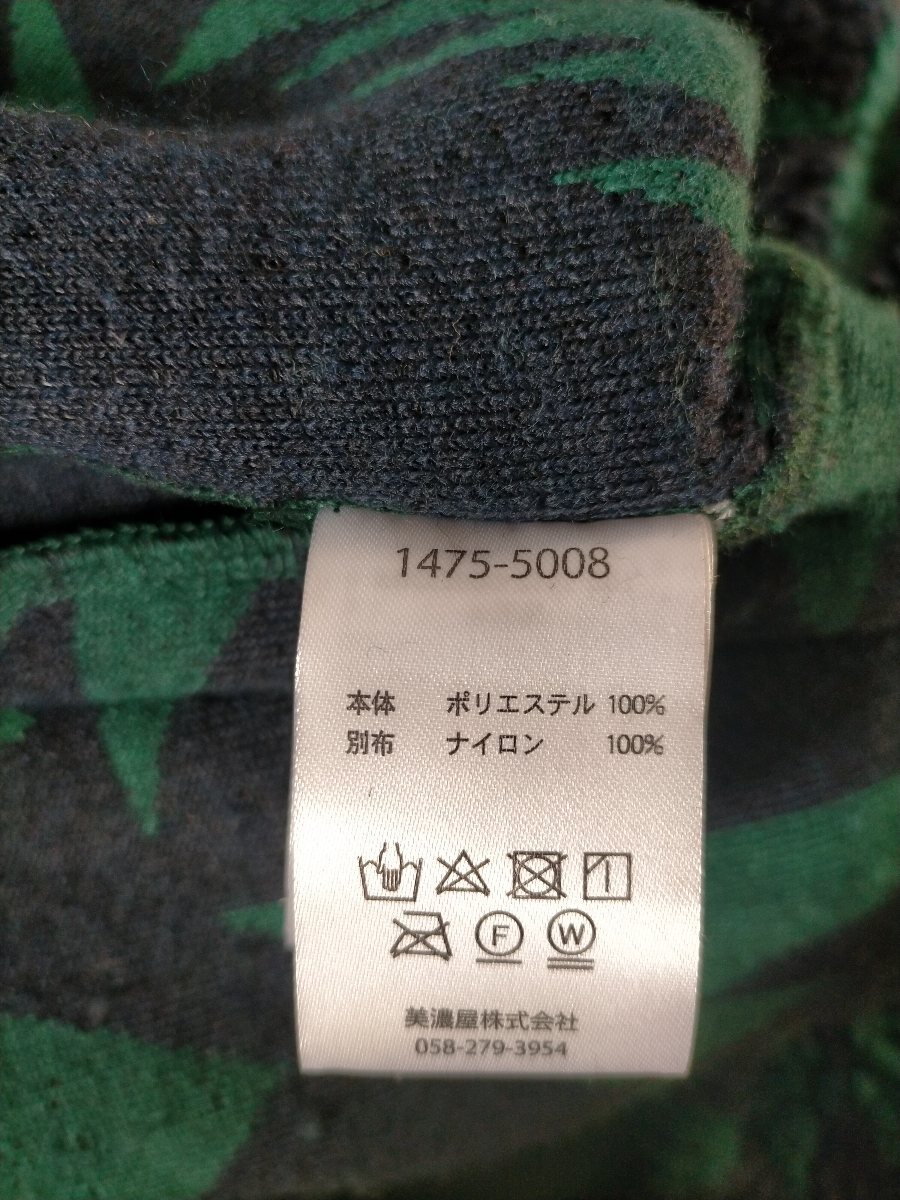 1475-5008
本体 ポリエステル 100%
別布 ナイロン 100%
F W
美濃屋株式会社
058-279-3954